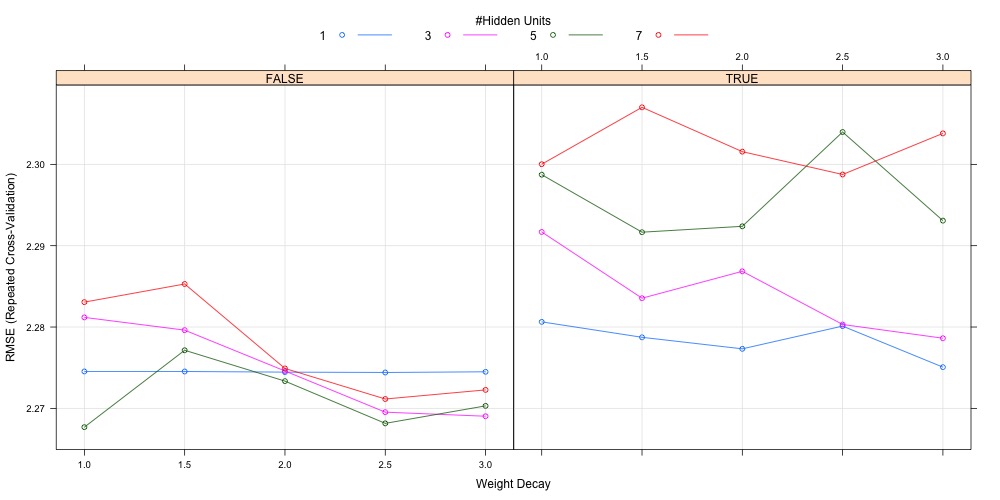 #Hidden Units
1 3 5 7
1.0 1.5 2.0 2.5 3.0
FALSE TRUE
2.30
2.29
2.28
2.27
RMSE (Repeated Cross-Validation)
1.0 1.5 2.0 2.5 3.0
Weight Decay